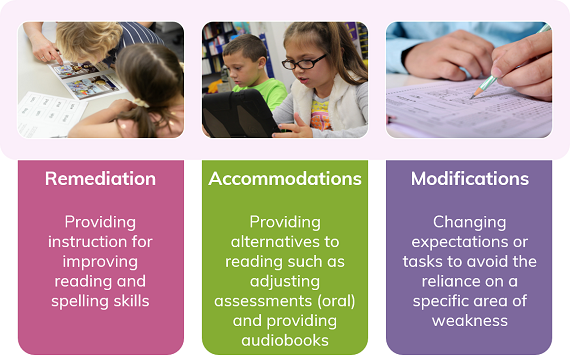 Remediation
Providing
instruction for
improving
reading and
spelling skills
Accommodations
Providing
alternatives to
reading such as
adjusting
assessments (oral)
and providing
audiobooks
Modifications
Changing
expectations or
tasks to avoid the
reliance on a
specific area of
weakness